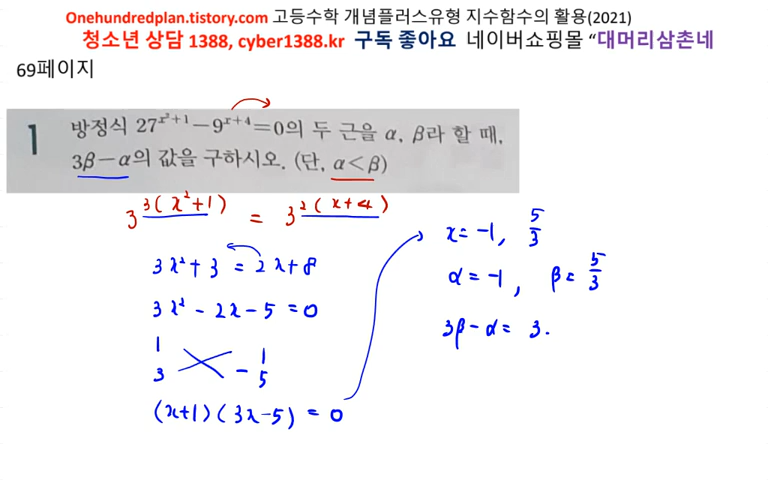 Onehundredplan.tistory.com 고등수학 개념플러스유형 지수함수의 활용(2021)
청소년 상담 1388, cyber1388.kr 구독 좋아요 네이버쇼핑몰 “대머리삼촌네
69페이지
1 방정식 27^{x²+1}−9^{x+4}=0의 두 근을 α, β라 할 때,
3β−α의 값을 구하시오. (단, α<β)
3^{3(x²+1)} = 3^{2(x+4)}
3x²+3 = 2x+8
3x²-2x-5=0
1 1
3 -5
(x+1)(3x-5)=0
x=-1, 5/3
α=-1, β=5/3
3β-α= 3·